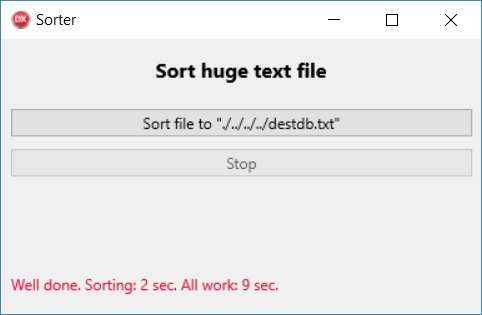 DX Sorter
Sort huge text file
Sort file to "./../../../destdb.txt"
Stop
Well done. Sorting: 2 sec. All work: 9 sec.